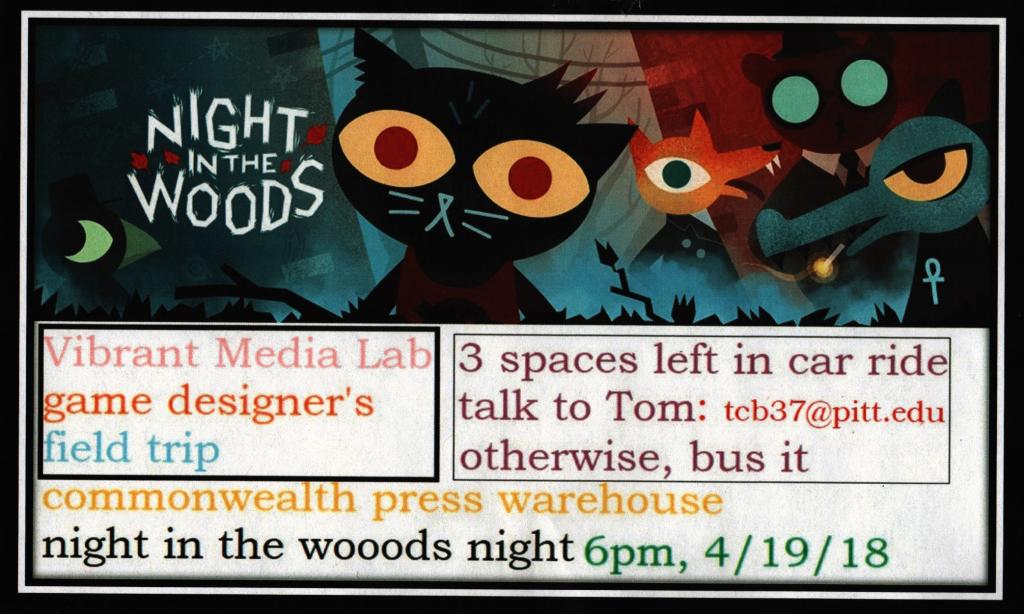 NIGHT
IN THE
WOODS
Vibrant Media Lab
game designer's
field trip
3 spaces left in car ride
talk to Tom: tcb37@pitt.edu
otherwise, bus it
commonwealth press warehouse
night in the wooods night 6pm, 4/19/18